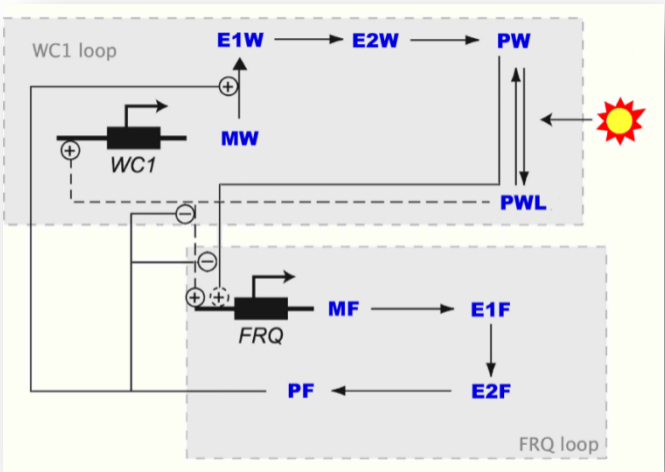 WC1 loop
E1W
E2W
PW
+
MW
+
WC1
PWL
−
−
+
+
FRQ
MF
E1F
PF
E2F
FRQ loop